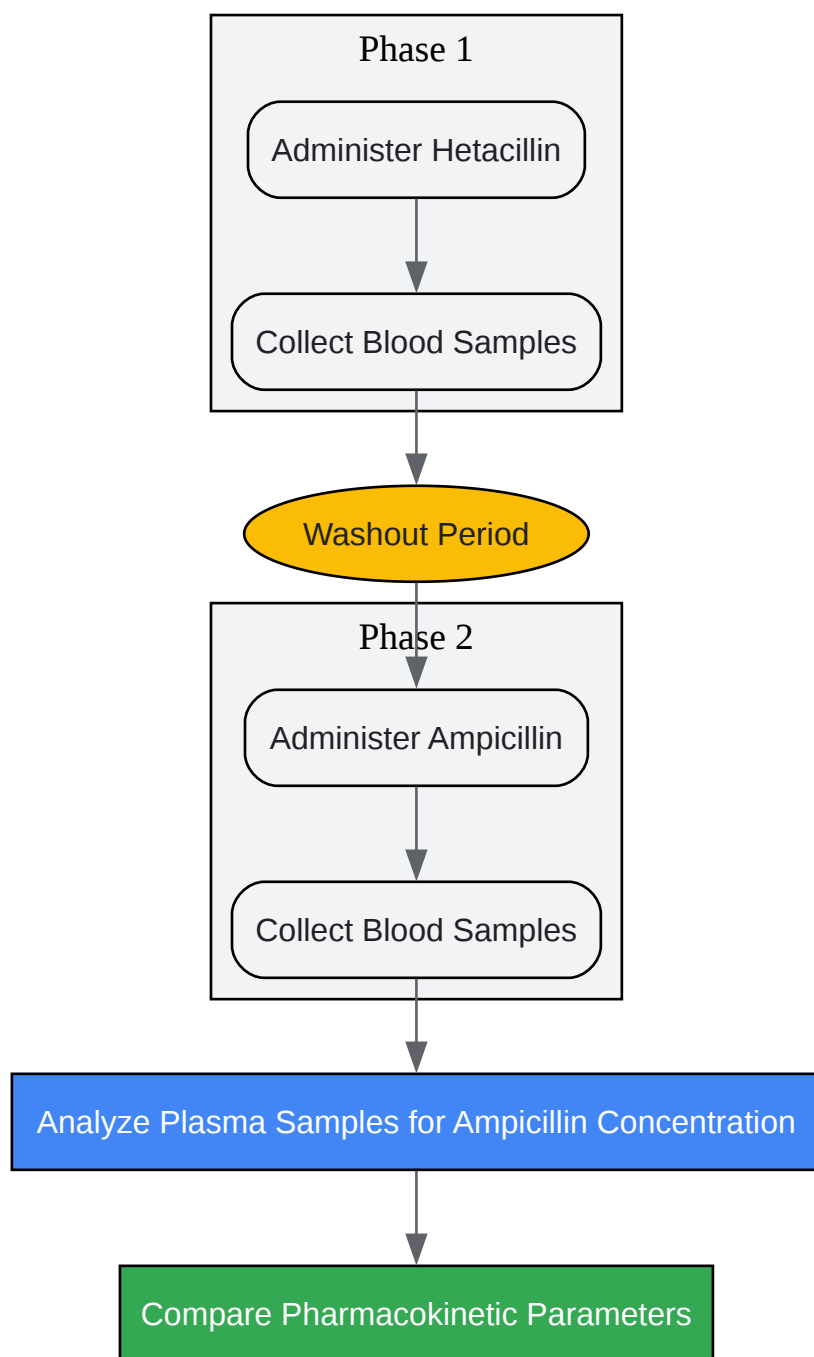 Phase 1
Administer Hetacillin
Collect Blood Samples
Washout Period
Phase 2
Administer Ampicillin
Collect Blood Samples
Analyze Plasma Samples for Ampicillin Concentration
Compare Pharmacokinetic Parameters